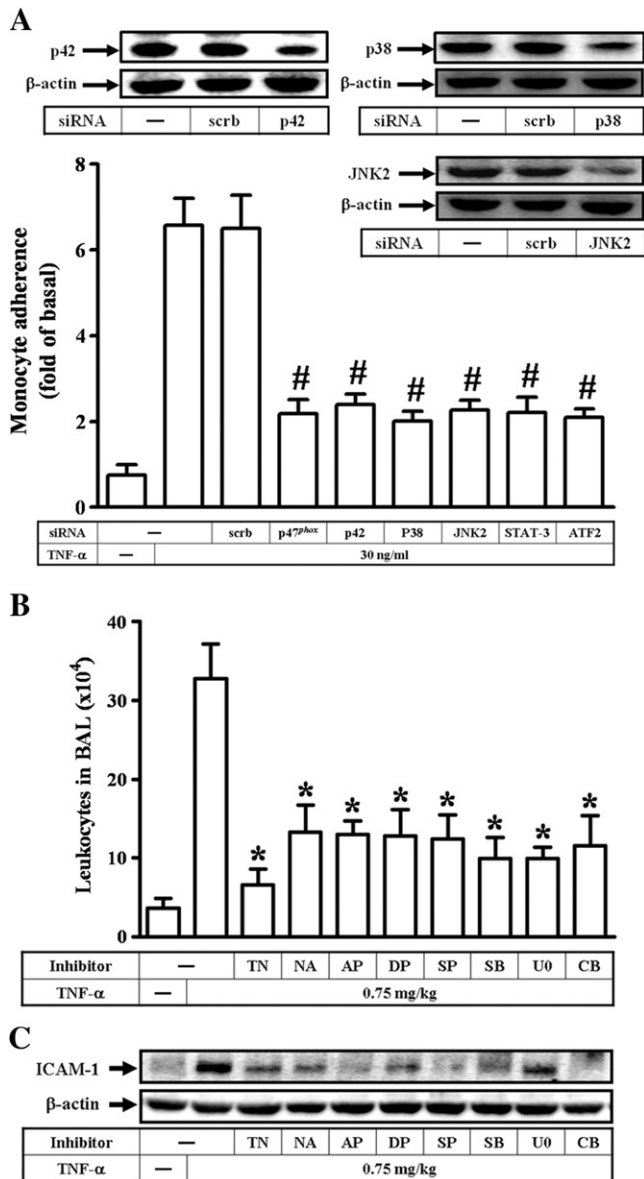 A
p42
β-actin
siRNA — scrb p42
p38
β-actin
siRNA — scrb p38
JNK2
β-actin
siRNA — scrb JNK2
Monocyte adherence
(fold of basal)
8
6
4
2
0
# # # # # #
siRNA — scrb p47phox p42 P38 JNK2 STAT-3 ATF2
TNF-α — 30 ng/ml
B
Leukocytes in BAL (x10⁴)
40
30
20
10
0
* * * * * * * *
Inhibitor — TN NA AP DP SP SB U0 CB
TNF-α — 0.75 mg/kg
C
ICAM-1
β-actin
Inhibitor — TN NA AP DP SP SB U0 CB
TNF-α — 0.75 mg/kg